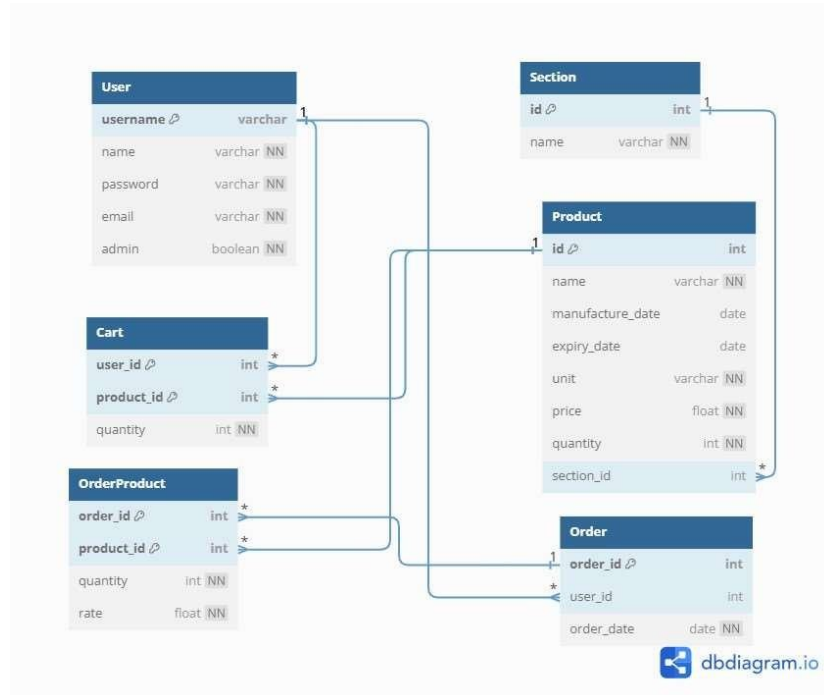 User
username varchar
name varchar NN
password varchar NN
email varchar NN
admin boolean NN
1
Section
id int
name varchar NN
1
Product
1
id int
name varchar NN
manufacture_date date
expiry_date date
unit varchar NN
price float NN
quantity int NN
section_id int
*
Cart
user_id int
*
product_id int
*
quantity int NN
OrderProduct
order_id int
*
product_id int
*
quantity int NN
rate float NN
Order
1
order_id int
*
user_id int
order_date date NN
dbdiagram.io